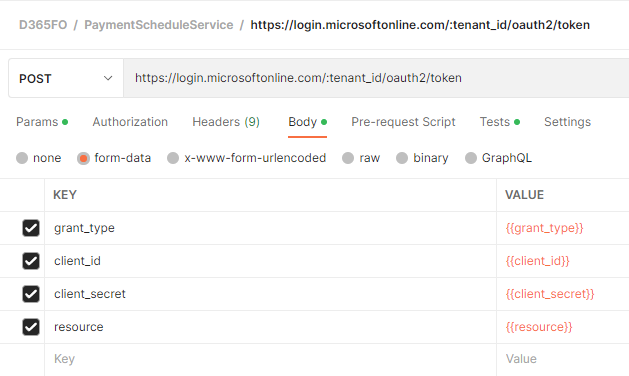 D365FO / PaymentScheduleService / https://login.microsoftonline.com/:tenant_id/oauth2/token
POST https://login.microsoftonline.com/:tenant_id/oauth2/token
Params Authorization Headers (9) Body Pre-request Script Tests Settings
none form-data x-www-form-urlencoded raw binary GraphQL
KEY VALUE
grant_type {{grant_type}}
client_id {{client_id}}
client_secret {{client_secret}}
resource {{resource}}
Key Value